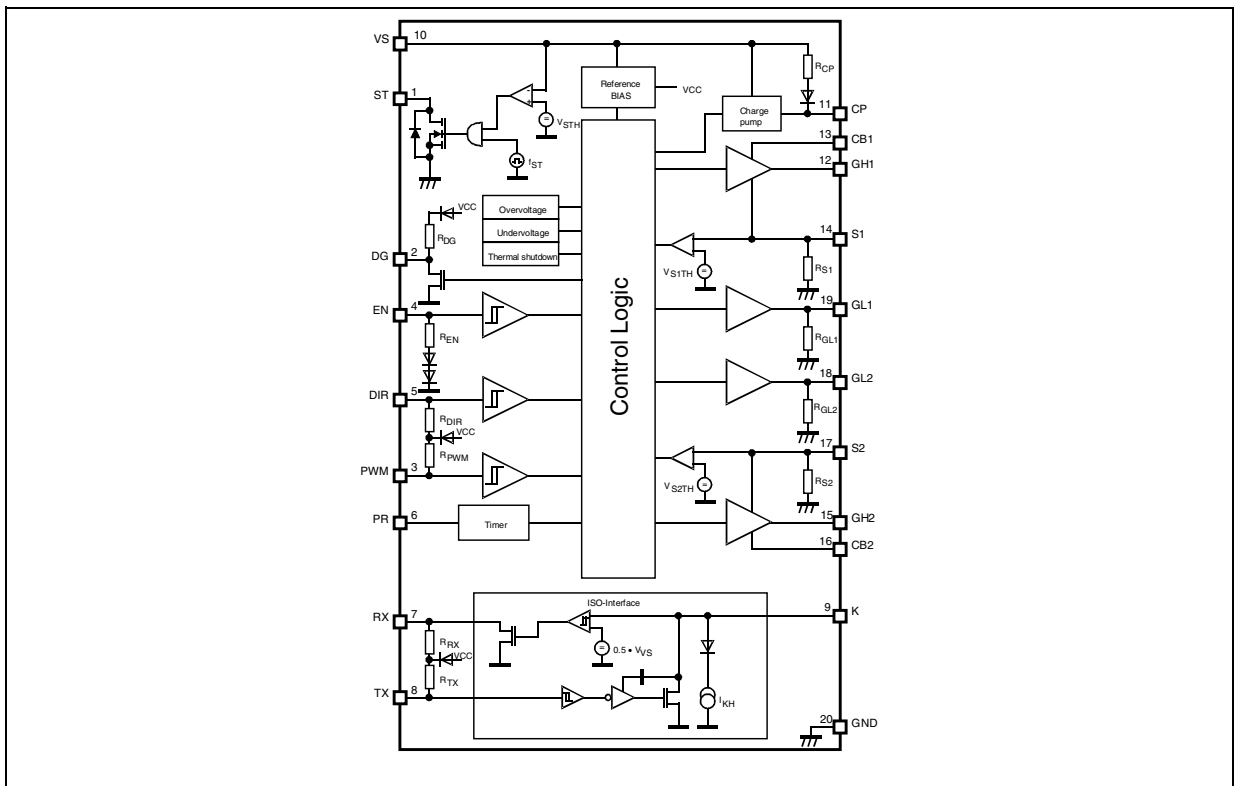 VS 10
ST 1
Reference
BIAS
VCC
RCP
Charge
pump
11 CP
13 CB1
12 GH1
- +
= VSTH
fST
VCC
RDG
DG 2
Overvoltage
Undervoltage
Thermal shutdown
Control Logic
14 S1
VS1TH =
RS1
EN 4
REN
19 GL1
RGL1
18 GL2
RGL2
DIR 5
RDIR
VCC
RPWM
PWM 3
17 S2
VS2TH =
RS2
PR 6
Timer
15 GH2
16 CB2
ISO-Interface
RX 7
RRX
VCC
RTX
TX 8
= 0.5 • VVS
IKH
9 K
20 GND